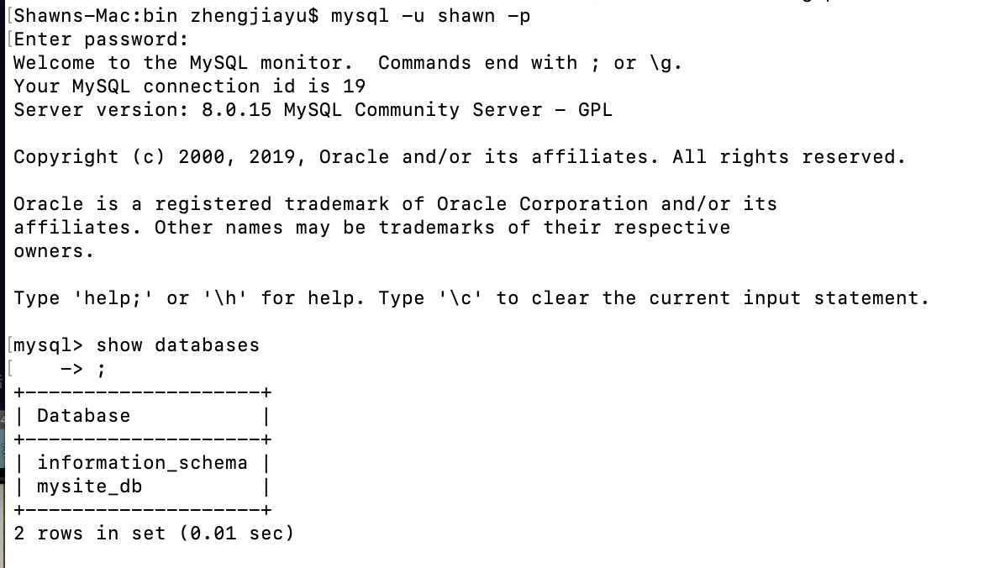 [Shawns-Mac:bin zhengjiayu$ mysql -u shawn -p
[Enter password:
Welcome to the MySQL monitor.  Commands end with ; or \g.
Your MySQL connection id is 19
Server version: 8.0.15 MySQL Community Server - GPL

Copyright (c) 2000, 2019, Oracle and/or its affiliates. All rights reserved.

Oracle is a registered trademark of Oracle Corporation and/or its
affiliates. Other names may be trademarks of their respective
owners.

Type 'help;' or '\h' for help. Type '\c' to clear the current input statement.

[mysql> show databases
[    -> ;
+--------------------+
| Database           |
+--------------------+
| information_schema |
| mysite_db          |
+--------------------+
2 rows in set (0.01 sec)